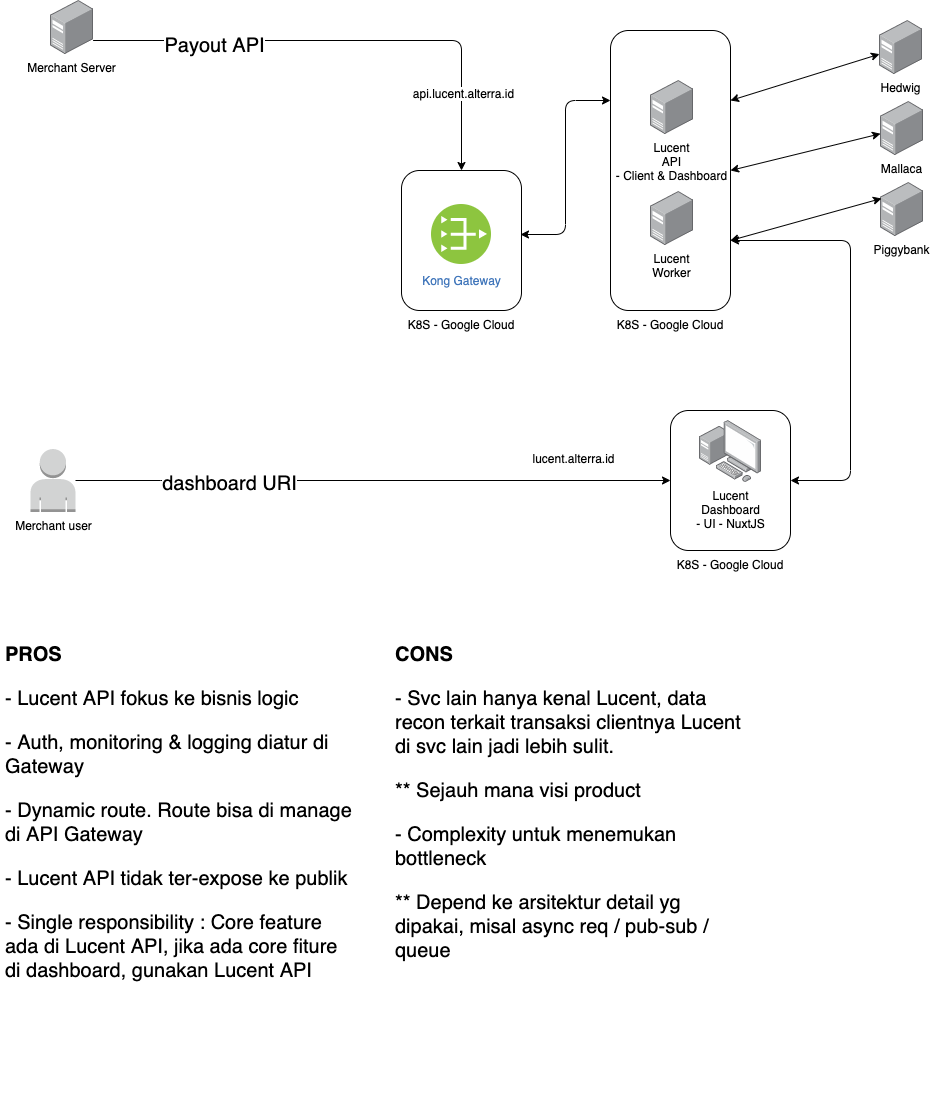 Merchant Server
Payout API
api.lucent.alterra.id
Kong Gateway
K8S - Google Cloud
Lucent
API
- Client & Dashboard
Lucent
Worker
K8S - Google Cloud
Hedwig
Mallaca
Piggybank
Merchant user
dashboard URI
lucent.alterra.id
Lucent
Dashboard
- UI - NuxtJS
K8S - Google Cloud
PROS
- Lucent API fokus ke bisnis logic
- Auth, monitoring & logging diatur di
Gateway
- Dynamic route. Route bisa di manage
di API Gateway
- Lucent API tidak ter-expose ke publik
- Single responsibility : Core feature
ada di Lucent API, jika ada core fiture
di dashboard, gunakan Lucent API
CONS
- Svc lain hanya kenal Lucent, data
recon terkait transaksi clientnya Lucent
di svc lain jadi lebih sulit.
** Sejauh mana visi product
- Complexity untuk menemukan
bottleneck
** Depend ke arsitektur detail yg
dipakai, misal async req / pub-sub /
queue